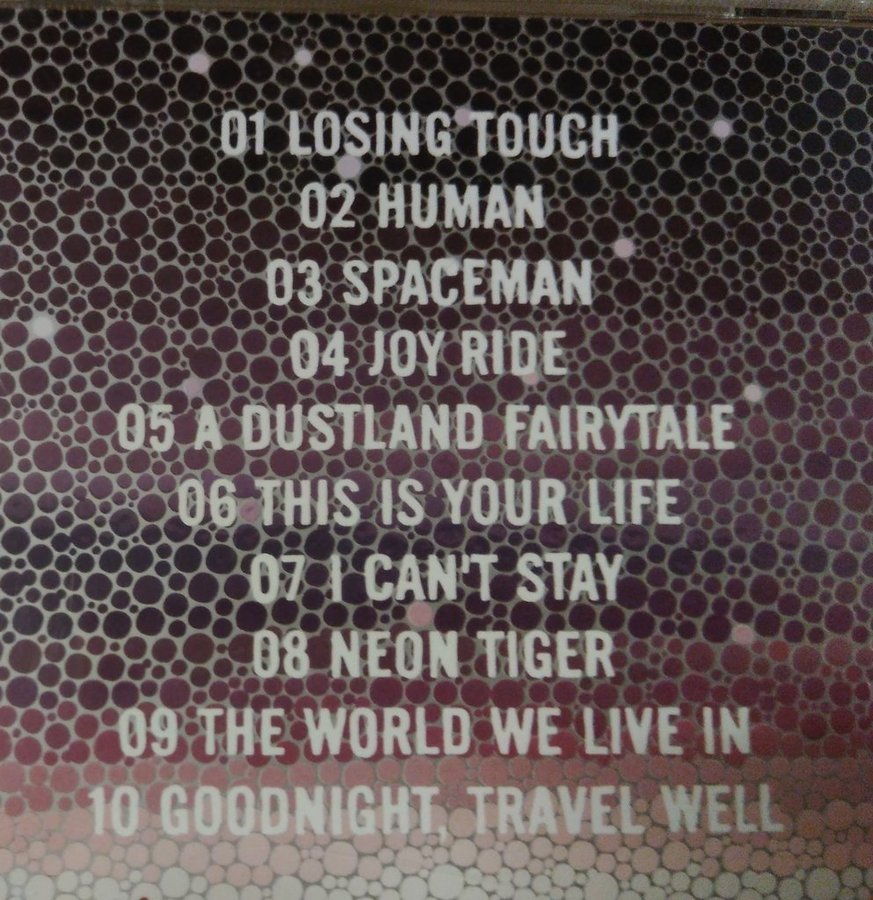 01 LOSING TOUCH
02 HUMAN
03 SPACEMAN
04 JOY RIDE
05 A DUSTLAND FAIRYTALE
06 THIS IS YOUR LIFE
07 I CAN'T STAY
08 NEON TIGER
09 THE WORLD WE LIVE IN
10 GOODNIGHT, TRAVEL WELL